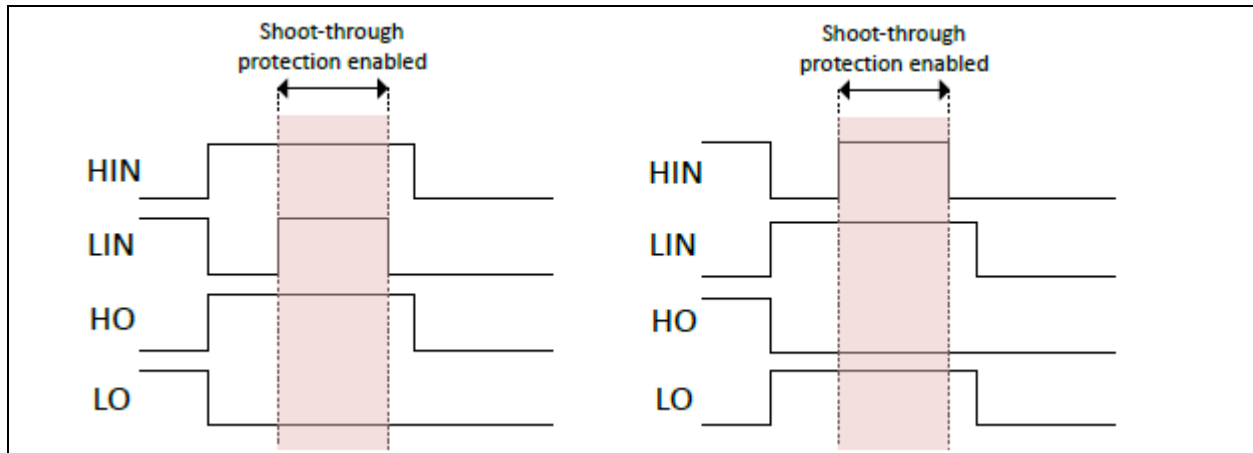 Shoot-through
protection enabled
HIN
LIN
HO
LO
Shoot-through
protection enabled
HIN
LIN
HO
LO